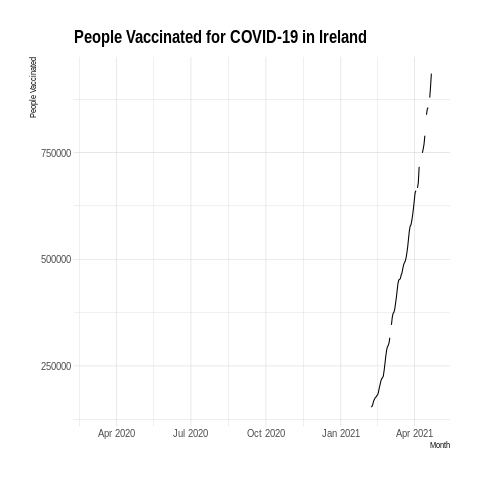 People Vaccinated for COVID-19 in Ireland
People Vaccinated
750000
500000
250000
Apr 2020
Jul 2020
Oct 2020
Jan 2021
Apr 2021
Month